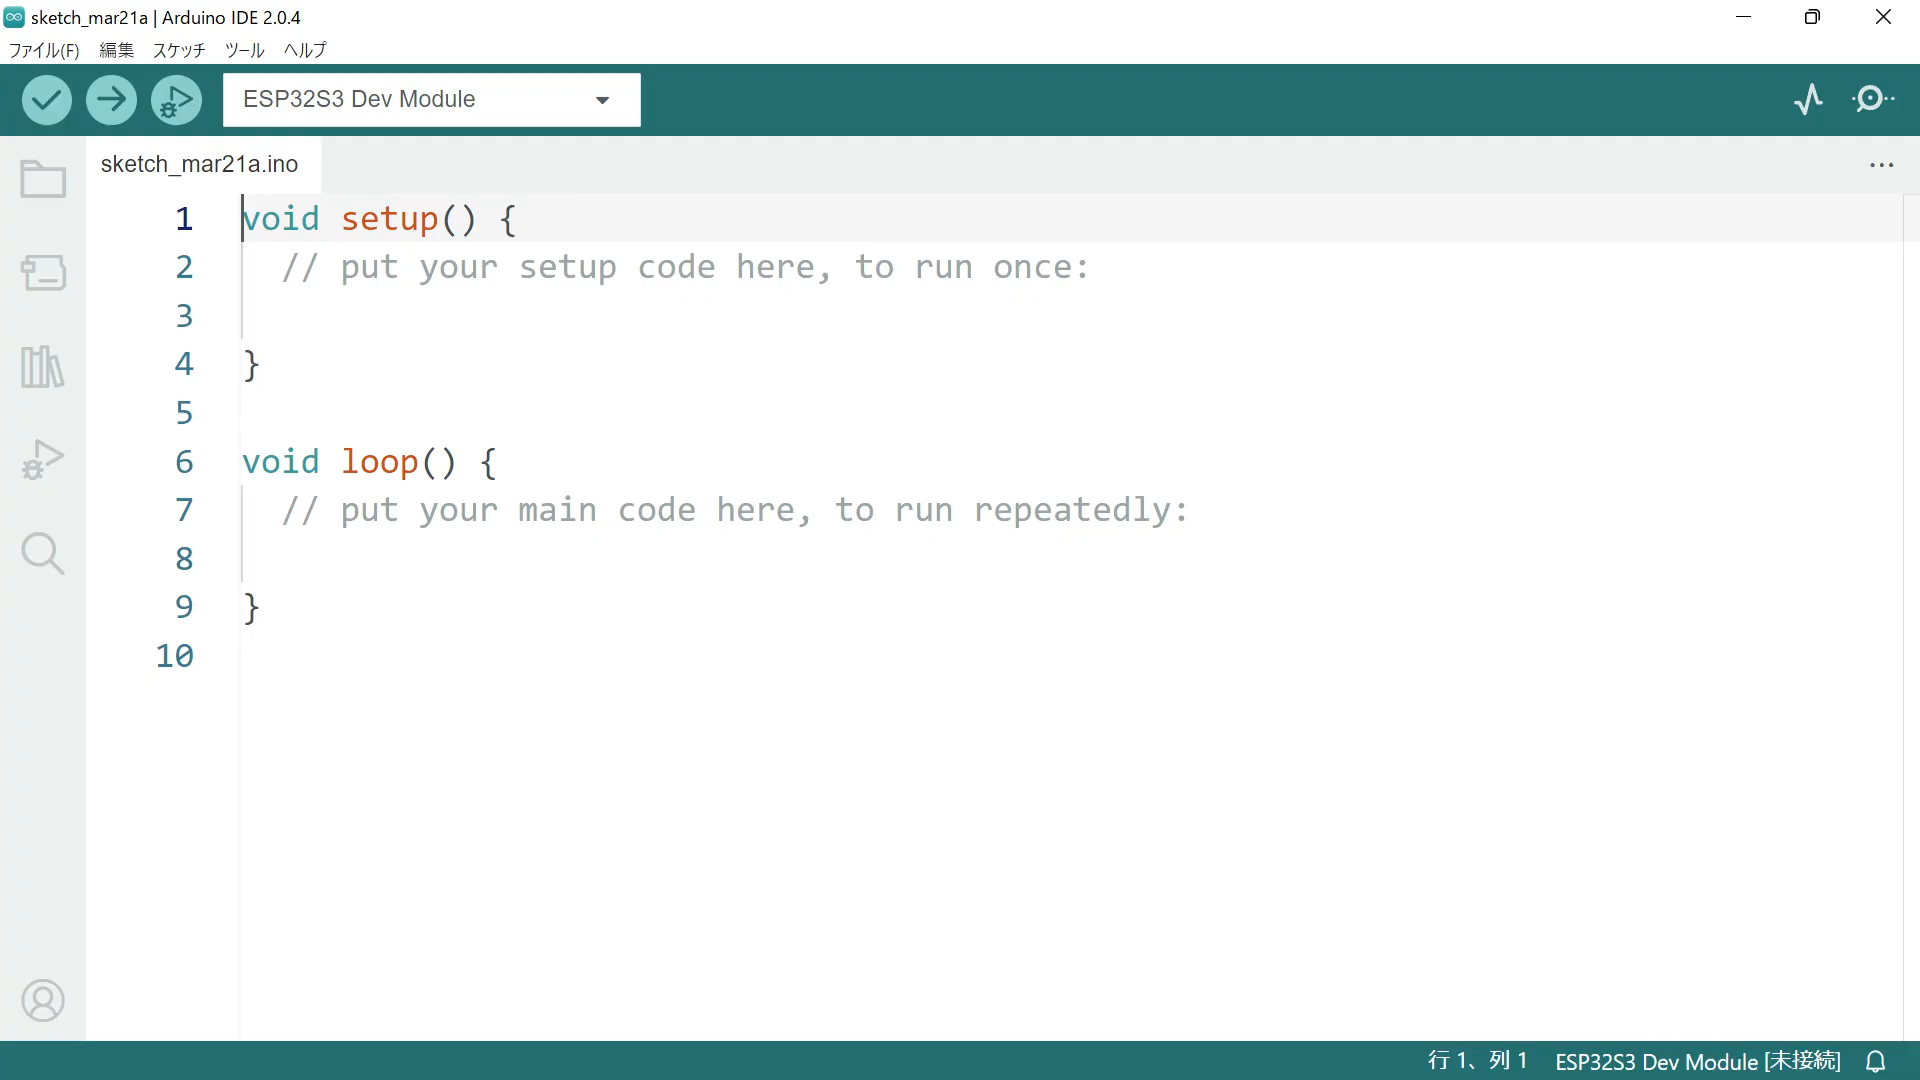 sketch_mar21a | Arduino IDE 2.0.4
ファイル(F) 編集 スケッチ ツール ヘルプ
ESP32S3 Dev Module
sketch_mar21a.ino
1 void setup() {
2 // put your setup code here, to run once:
3
4 }
5
6 void loop() {
7 // put your main code here, to run repeatedly:
8
9 }
10
行 1、列 1 ESP32S3 Dev Module [未接続]